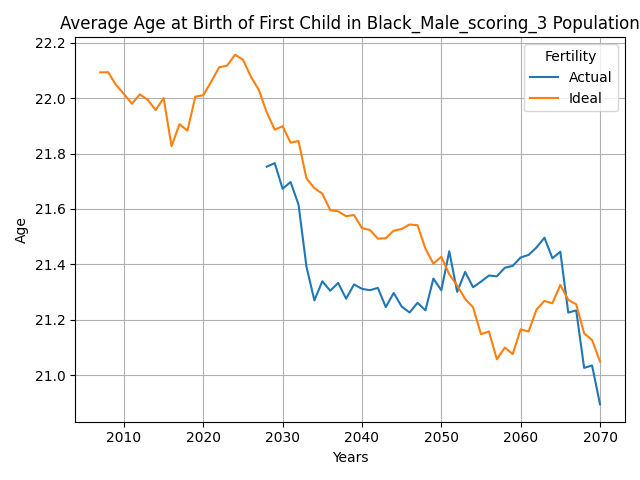 Average Age at Birth of First Child in Black_Male_scoring_3 Population
Fertility
Actual
Ideal
Age
22.2
22.0
21.8
21.6
21.4
21.2
21.0
2010 2020 2030 2040 2050 2060 2070
Years